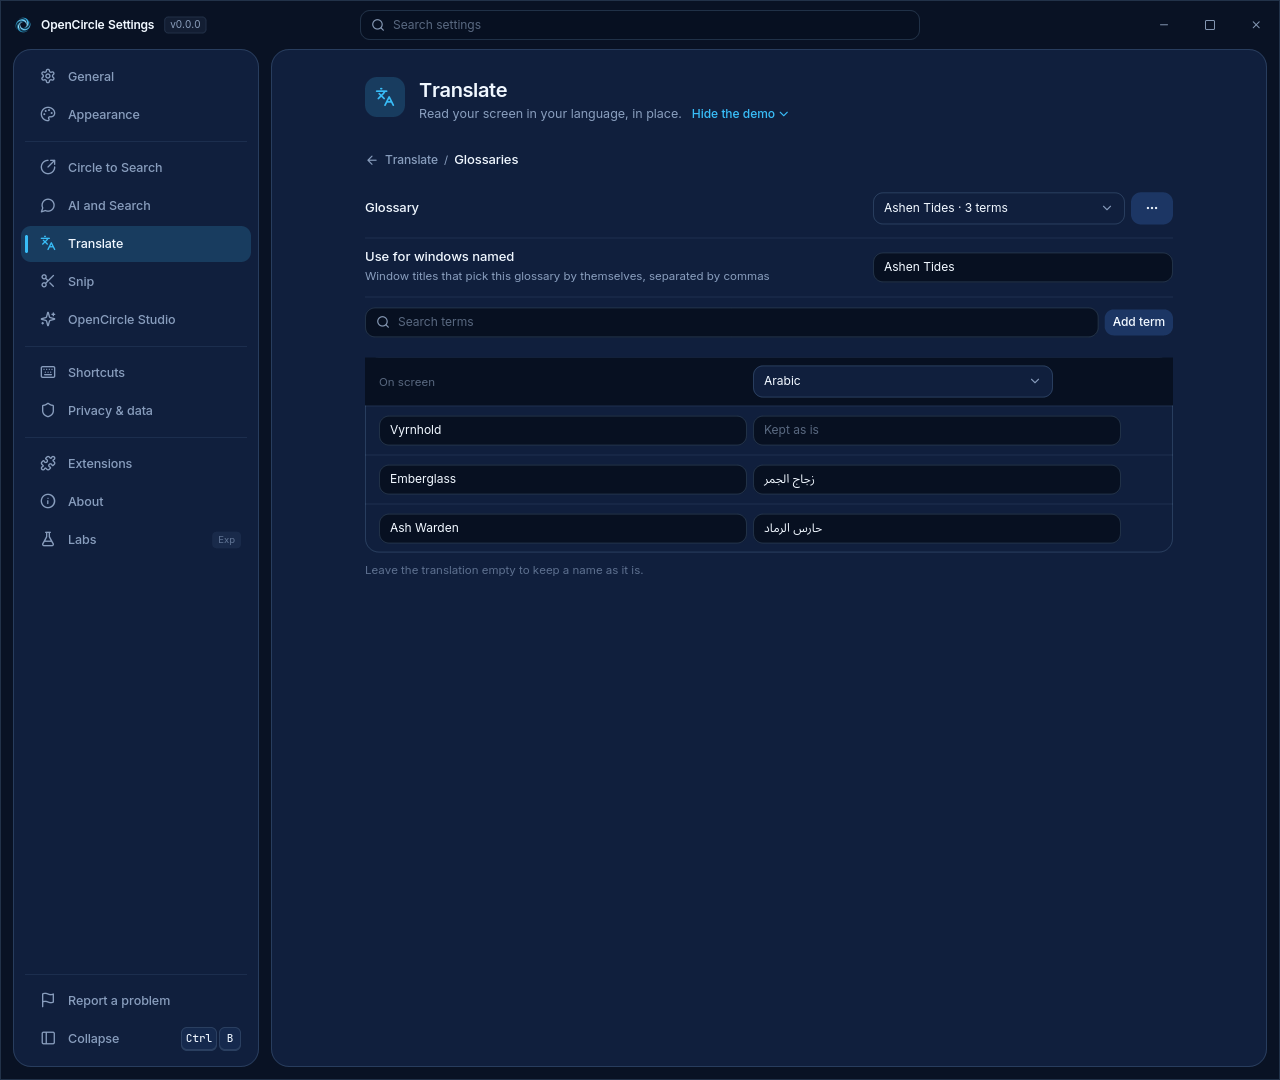 OpenCircle Settings v0.0.0
Search settings
General
Appearance
Circle to Search
AI and Search
Translate
Snip
OpenCircle Studio
Shortcuts
Privacy & data
Extensions
About
Labs Exp
Report a problem
Collapse Ctrl B
Translate
Read your screen in your language, in place. Hide the demo
Translate / Glossaries
Glossary
Ashen Tides · 3 terms
Use for windows named
Window titles that pick this glossary by themselves, separated by commas
Ashen Tides
Search terms
Add term
On screen
Arabic
Vyrnhold
Kept as is
Emberglass
زجاج الجمر
Ash Warden
حارس الرماد
Leave the translation empty to keep a name as it is.